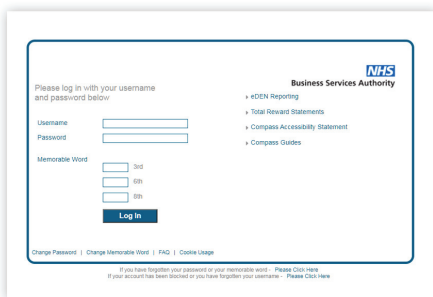 NHS
Business Services Authority
Please log in with your username
and password below
eDEN Reporting
Total Reward Statements
Compass Accessibility Statement
Compass Guides
Username
Password
Memorable Word
3rd
6th
8th
Log In
Change Password | Change Memorable Word | FAQ | Cookie Usage
If you have forgotten your password or your memorable word - Please Click Here
If your account has been blocked or you have forgotten your username - Please Click Here